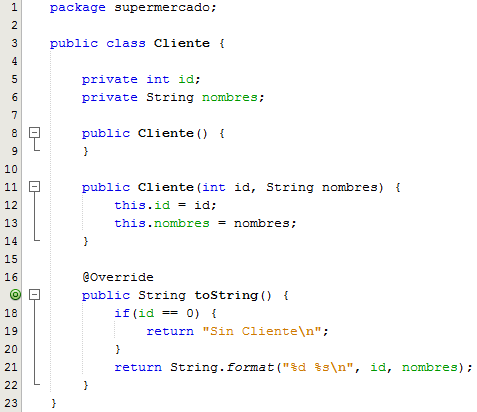 1 package supermercado;
2
3 public class Cliente {
4
5 private int id;
6 private String nombres;
7
8 public Cliente() {
9 }
10
11 public Cliente(int id, String nombres) {
12 this.id = id;
13 this.nombres = nombres;
14 }
15
16 @Override
public String toString() {
18 if(id == 0) {
19 return "Sin Cliente\n";
20 }
21 return String.format("%d %s\n", id, nombres);
22 }
23 }